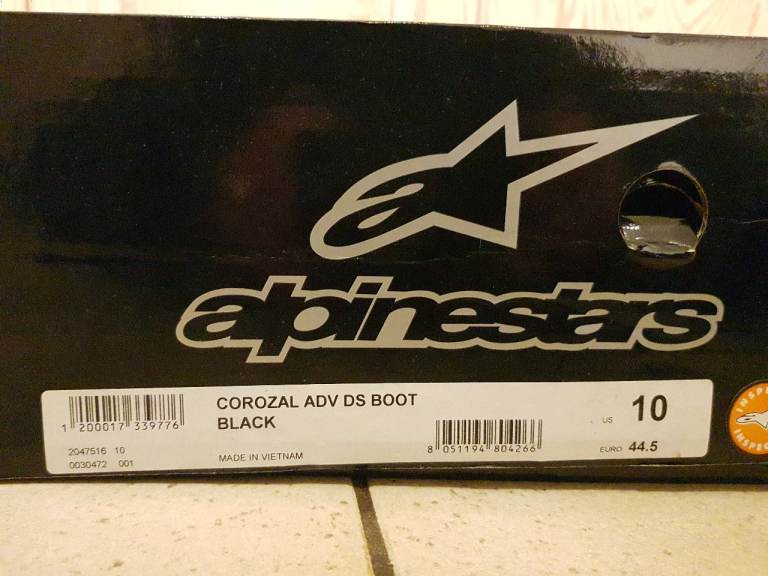 alpinestars
COROZAL ADV DS BOOT
BLACK
1 200017 339776
2047516 10
0030472 001
MADE IN VIETNAM
8 051194 804266
US 10
EURO 44.5